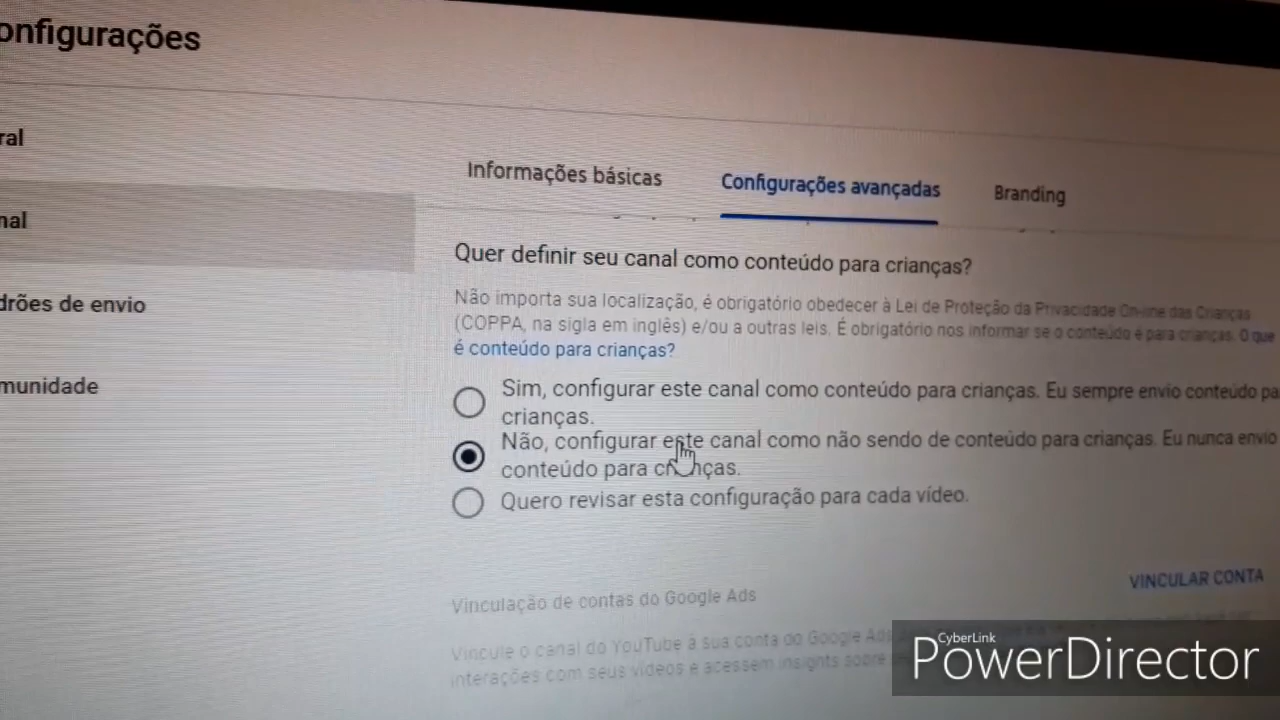 onfigurações
ral
Informações básicas
Configurações avançadas
Branding
nal
Quer definir seu canal como conteúdo para crianças?
Não importa sua localização, é obrigatório obedecer à Lei de Proteção da Privacidade On-line das Crianças
(COPPA, na sigla em inglês) e/ou a outras leis. É obrigatório nos informar se o conteúdo é para crianças. O que
é conteúdo para crianças?
drões de envio
Sim, configurar este canal como conteúdo para crianças. Eu sempre envio conteúdo pa
crianças.
munidade
Não, configurar este canal como não sendo de conteúdo para crianças. Eu nunca envio
conteúdo para crianças.
Quero revisar esta configuração para cada vídeo.
Vinculação de contas do Google Ads
VINCULAR CONTA
Vincule o canal do YouTube à sua conta do Google Ads
interações com seus vídeos e acessem insights sobre
CyberLink
PowerDirector